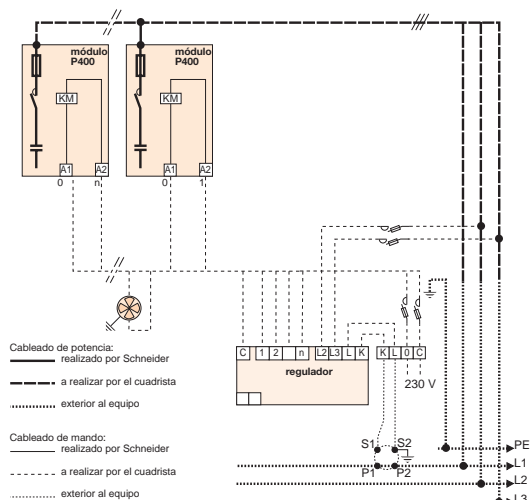 módulo
P400
módulo
P400
KM
KM
A1
A2
A1
A2
0
n
0
1
C
1
2
n
L2
L3
L
K
K
L
0
C
regulador
230 V
Cableado de potencia:
realizado por Schneider
a realizar por el cuadrista
exterior al equipo
Cableado de mando:
realizado por Schneider
a realizar por el cuadrista
exterior al equipo
S1
S2
P1
P2
PE
L1
L2
L3